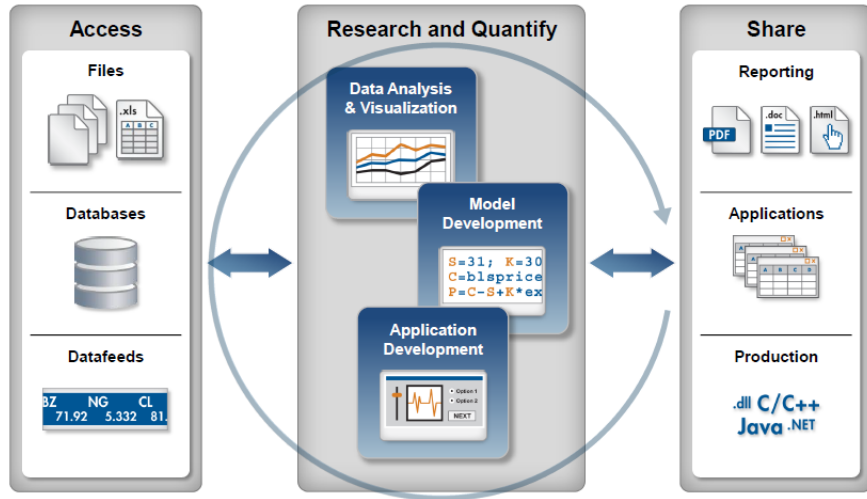 Access
Files
.xls
A B C
Databases
Datafeeds
BZ NG CL
71.92 5.332 81.
Research and Quantify
Data Analysis
& Visualization
Model
Development
S=31; K=30
C=blsprice
P=C-S+K*ex
Application
Development
Option 1
Option 2
NEXT
Share
Reporting
PDF
.doc
.html
Applications
A B C D
Production
.dll C/C++
Java .NET